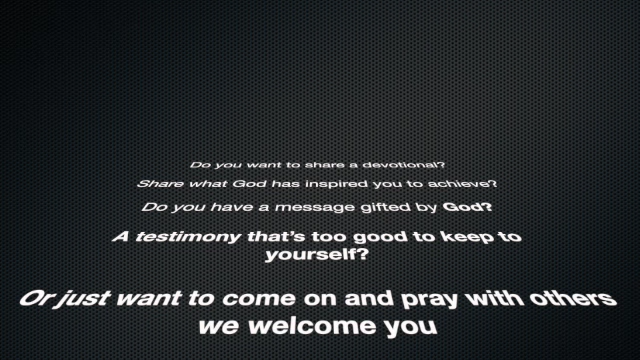 Do you want to share a devotional?
Share what God has inspired you to achieve?
Do you have a message gifted by God?
A testimony that's too good to keep to
yourself?
Or just want to come on and pray with others
we welcome you